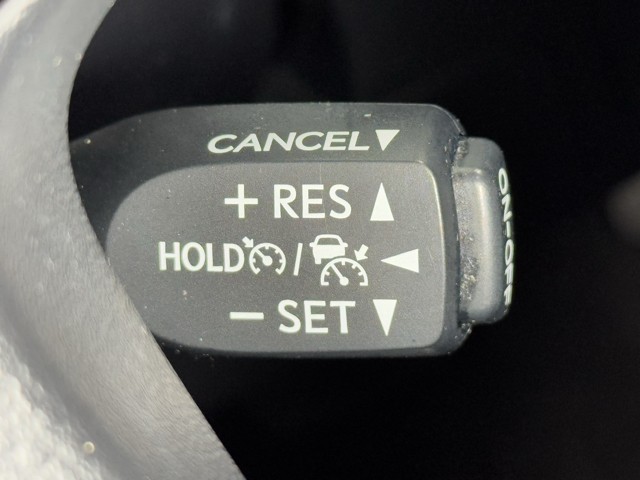 CANCEL▼
+ RES ▲
HOLD / ◀
− SET ▼
ON-OFF